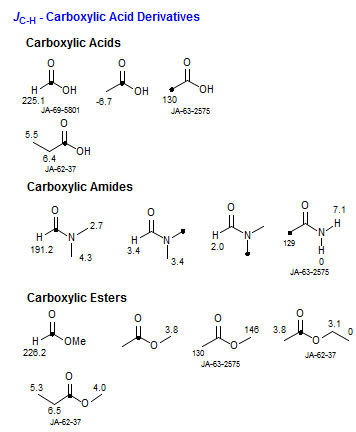 JC-H - Carboxylic Acid Derivatives
Carboxylic Acids
O O O
H OH OH OH
225.1 -6.7 130
JA-69-5801 JA-63-2575
O
5.5
OH
6.4
JA-62-37
Carboxylic Amides
O O O O 7.1
H
2.7
H N H N H N N
191.2 3.4 2.0 129 H
4.3 3.4 0
JA-63-2575
Carboxylic Esters
O O O O
3.8 146 3.8 3.1 0
H OMe O O O
226.2 130 JA-62-37
JA-63-2575
5.3 O 4.0
O
6.5
JA-62-37